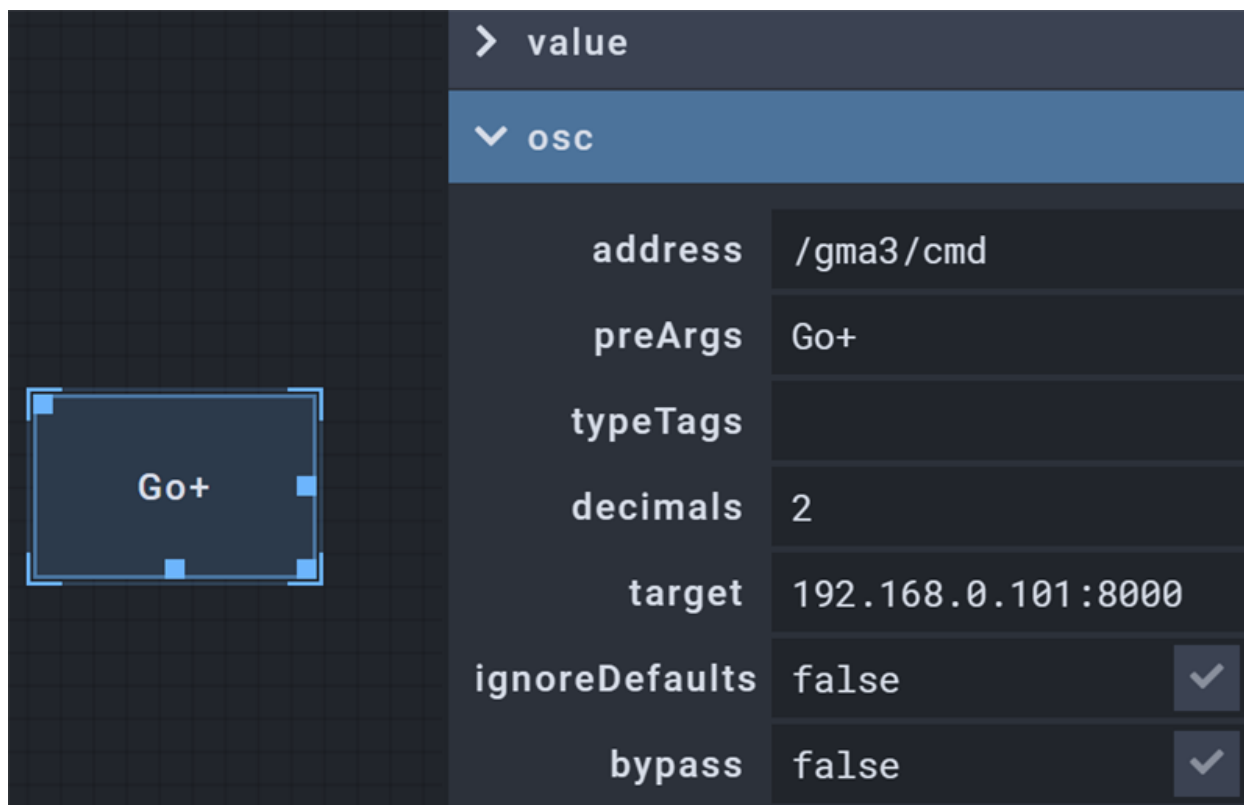 value
osc
address /gma3/cmd
preArgs Go+
typeTags
Go+
decimals 2
target 192.168.0.101:8000
ignoreDefaults false
bypass false